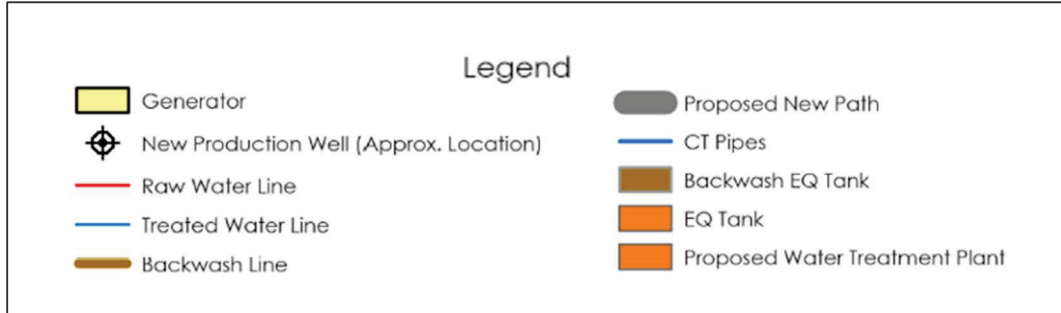 Legend
Generator
New Production Well (Approx. Location)
Raw Water Line
Treated Water Line
Backwash Line
Proposed New Path
CT Pipes
Backwash EQ Tank
EQ Tank
Proposed Water Treatment Plant